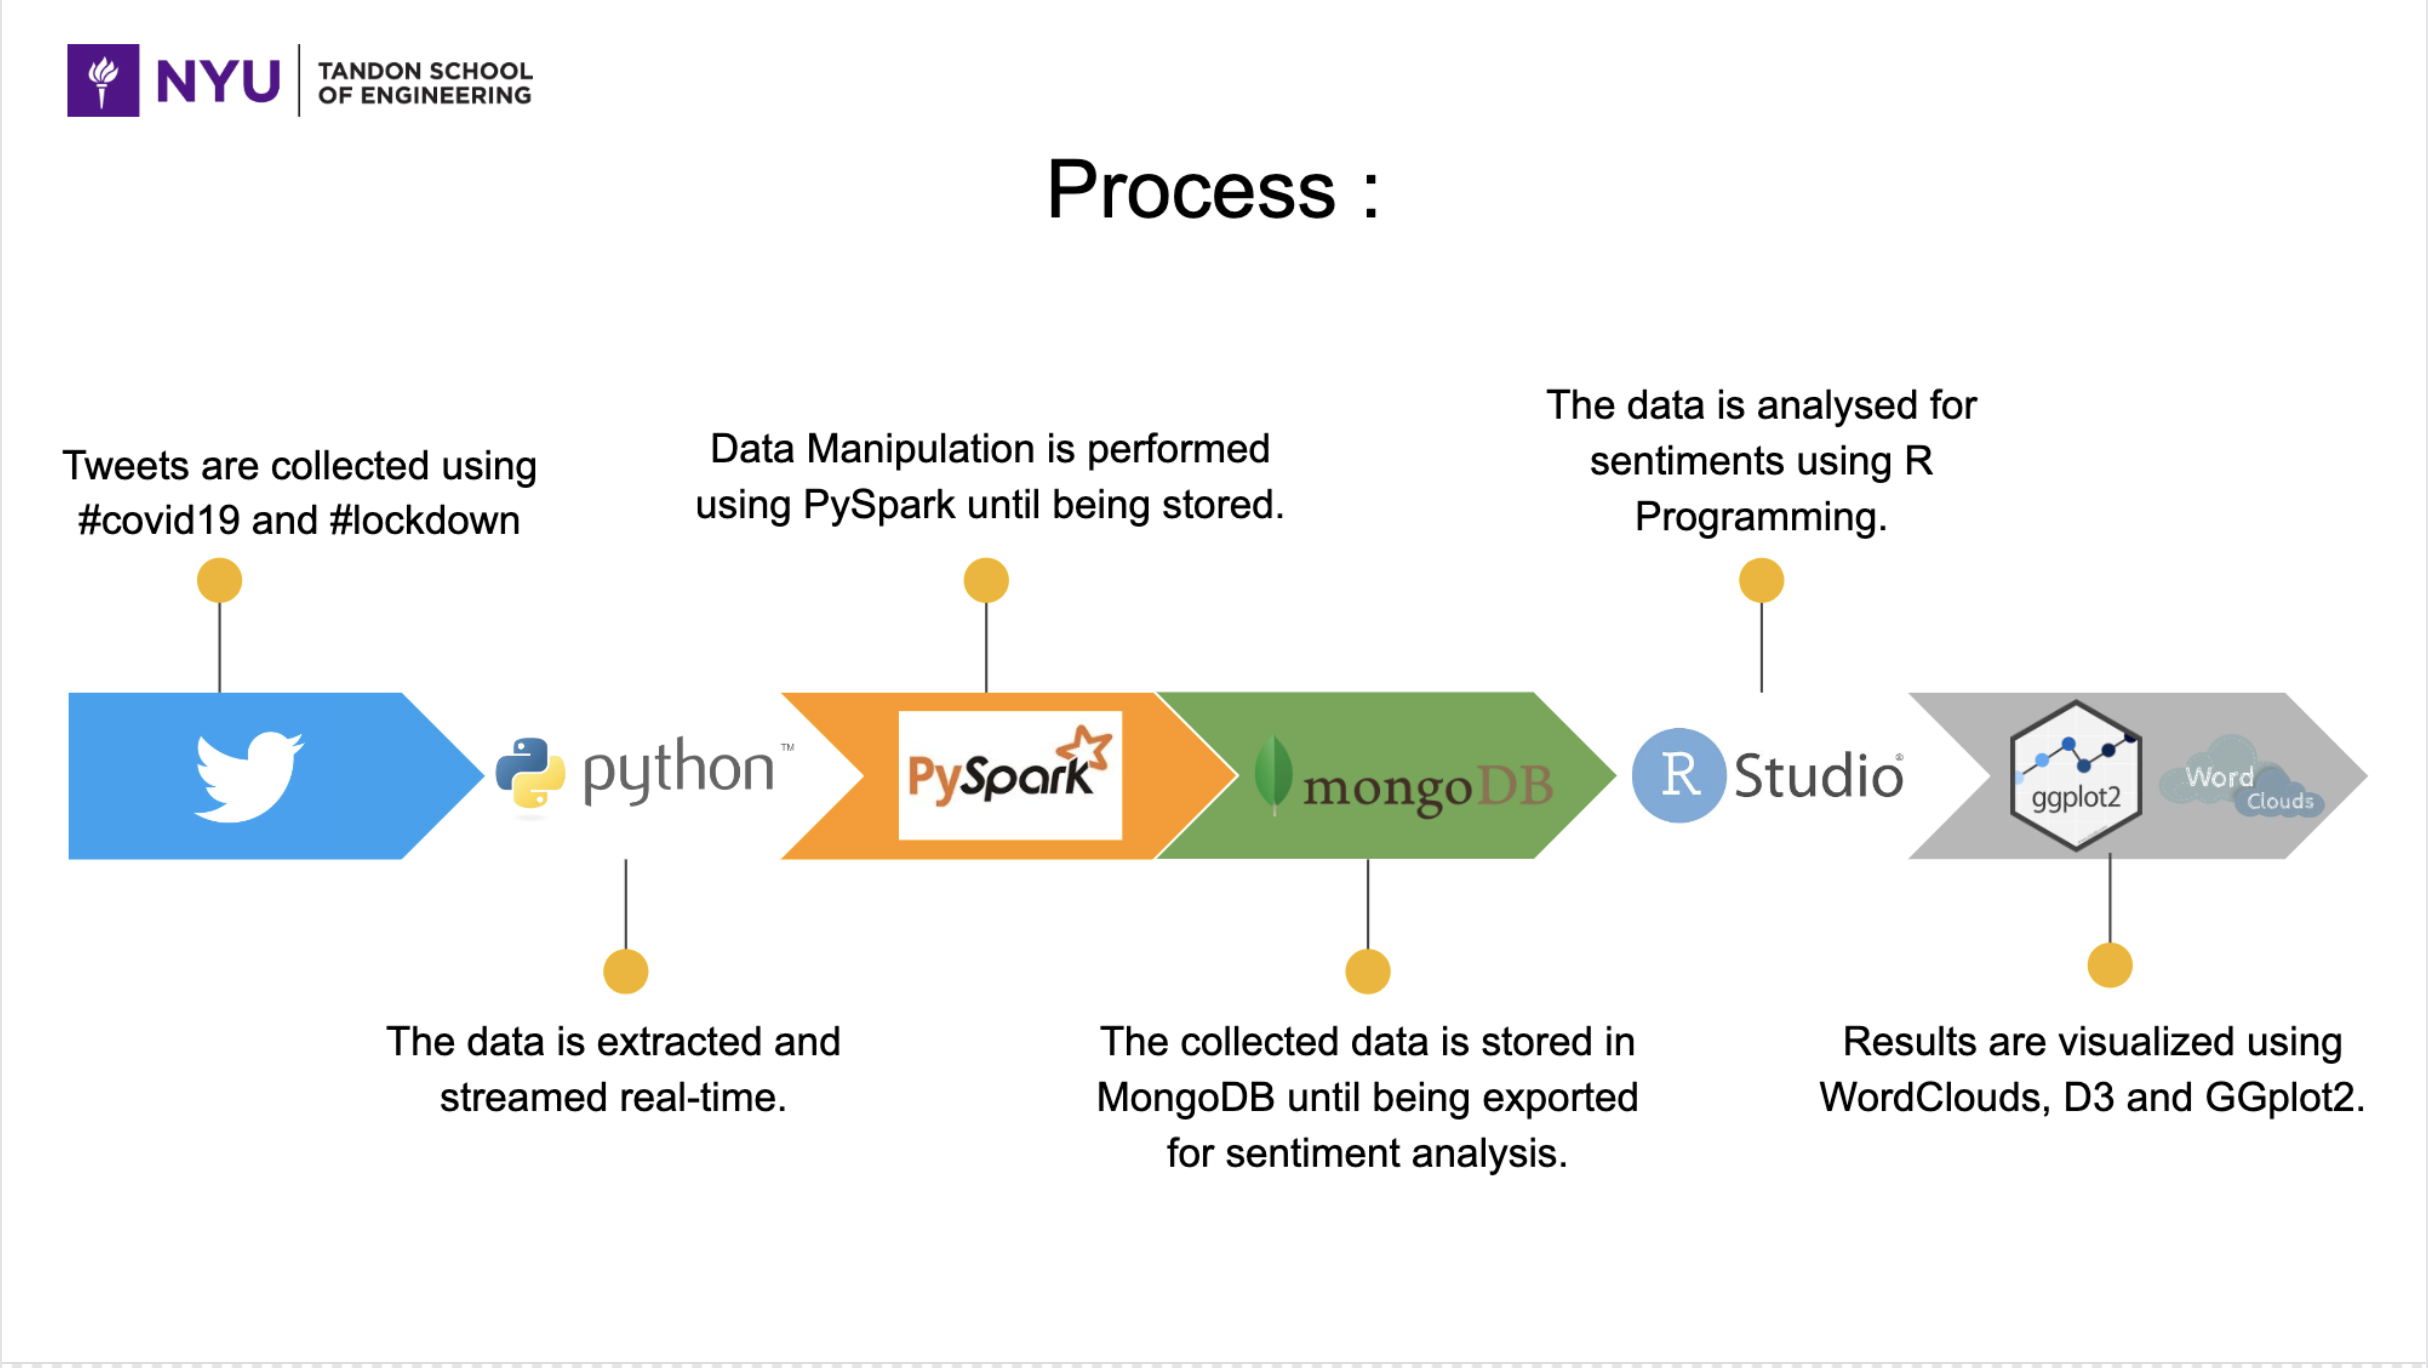 NYU
TANDON SCHOOL
OF ENGINEERING
Process :
Tweets are collected using
#covid19 and #lockdown
Data Manipulation is performed
using PySpark until being stored.
The data is analysed for
sentiments using R
Programming.
python™
PySpark
mongoDB
R Studio®
ggplot2
Word
Clouds
The data is extracted and
streamed real-time.
The collected data is stored in
MongoDB until being exported
for sentiment analysis.
Results are visualized using
WordClouds, D3 and GGplot2.